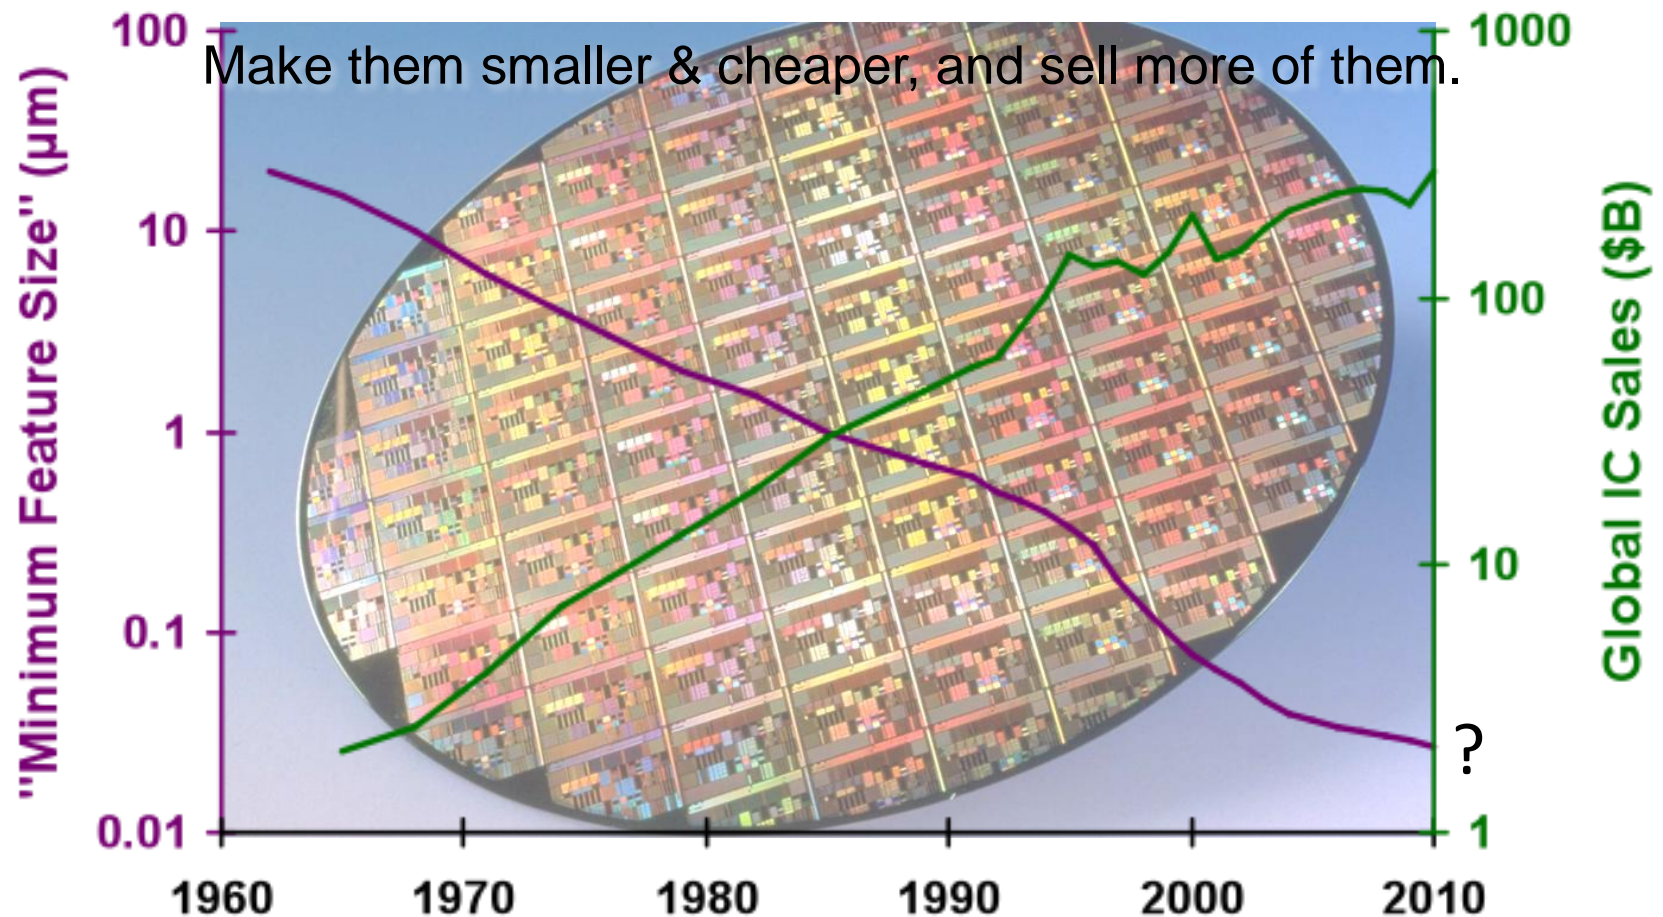 Make them smaller & cheaper, and sell more of them.
"Minimum Feature Size" (μm)
100
10
1
0.1
0.01
1000
100
10
1
Global IC Sales ($B)
?
1960 1970 1980 1990 2000 2010